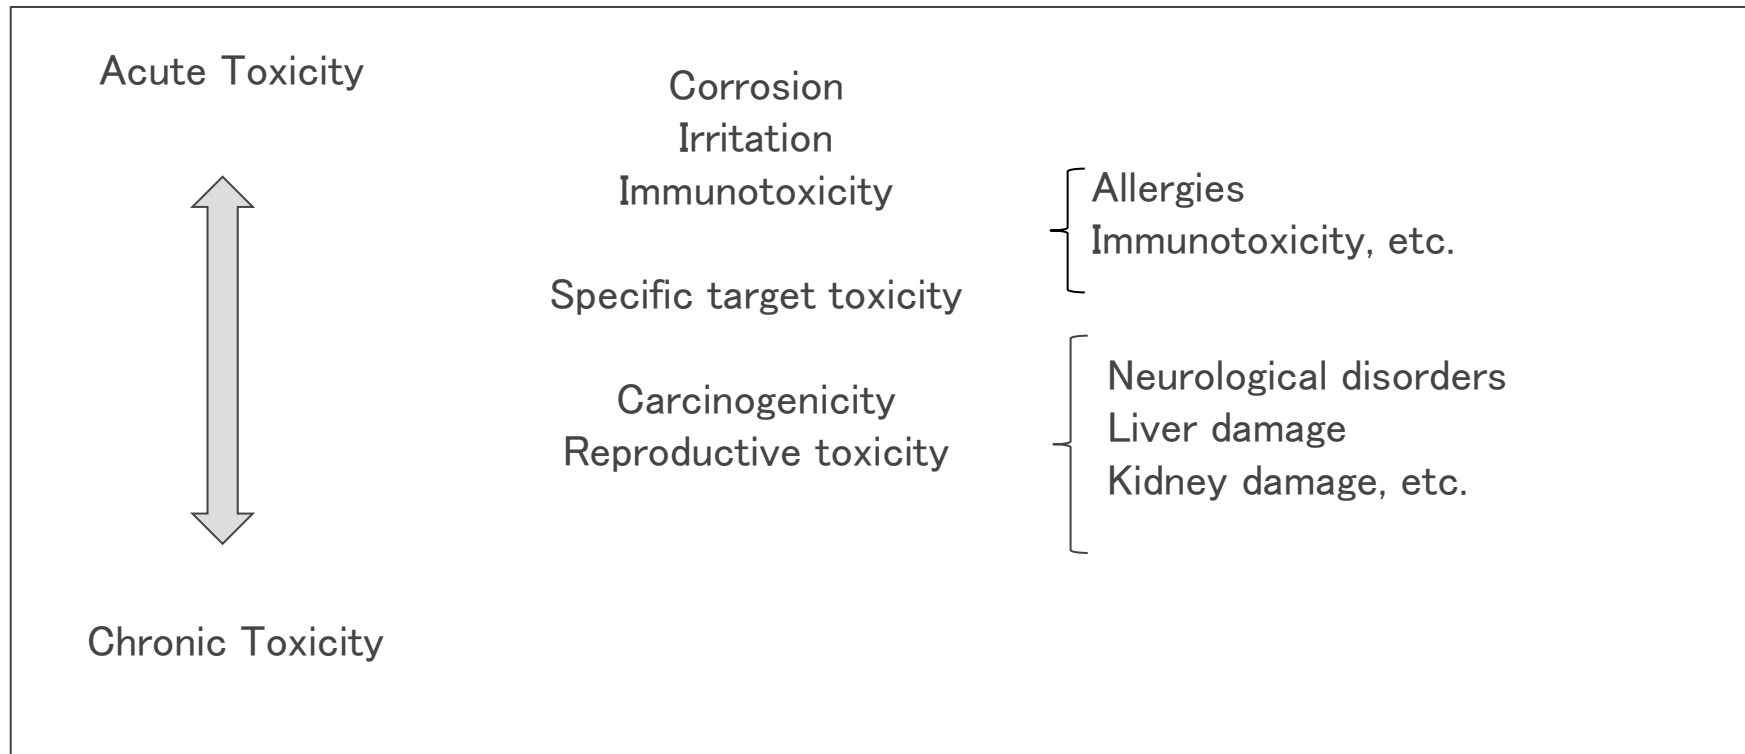 Acute Toxicity
Chronic Toxicity
Corrosion
Irritation
Immunotoxicity
Specific target toxicity
Carcinogenicity
Reproductive toxicity
Allergies
Immunotoxicity, etc.
Neurological disorders
Liver damage
Kidney damage, etc.